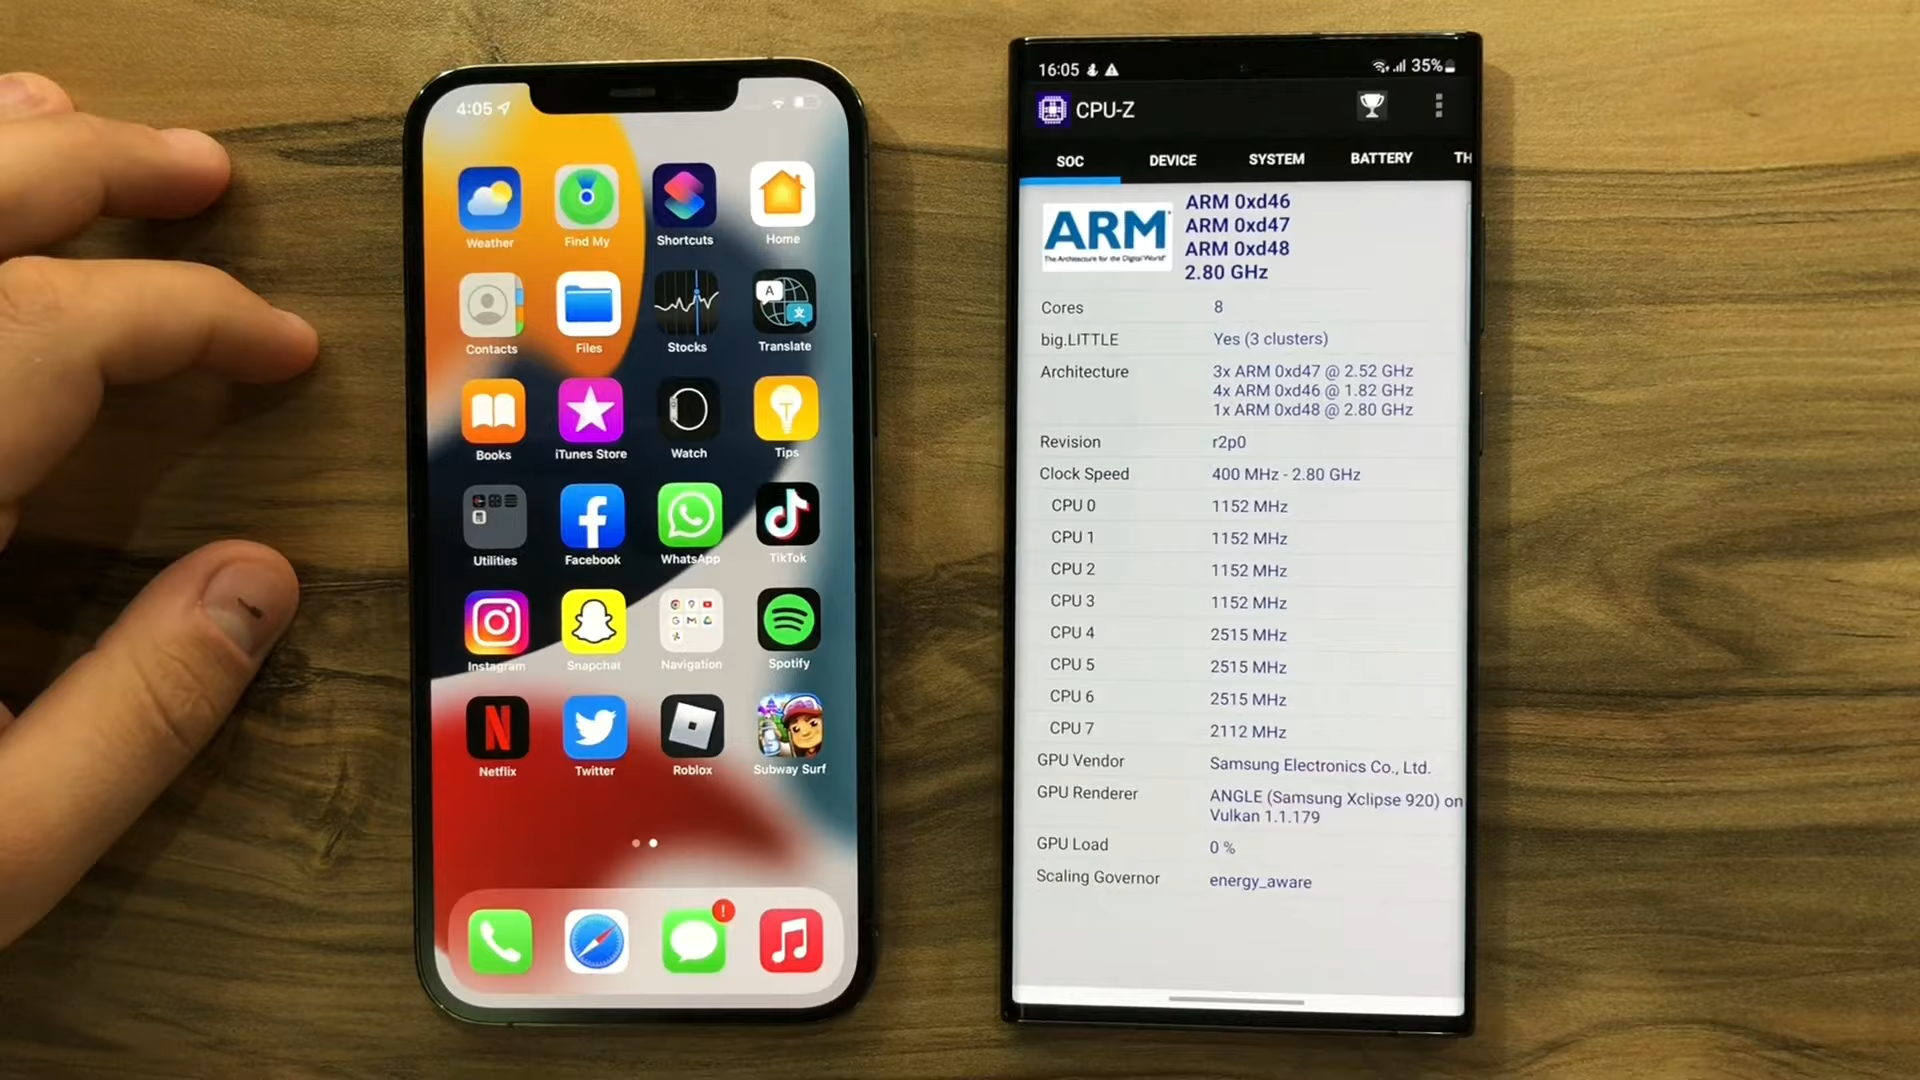 4:05
Weather
Find My
Shortcuts
Home
Contacts
Files
Stocks
A
Translate
Books
iTunes Store
Watch
Tips
Utilities
Facebook
WhatsApp
TikTok
Instagram
Snapchat
Navigation
Spotify
Netflix
Twitter
Roblox
Subway Surf
16:05
35%
CPU-Z
SOC
DEVICE
SYSTEM
BATTERY
TH
ARM
The Architecture for the Digital World
ARM 0xd46
ARM 0xd47
ARM 0xd48
2.80 GHz
Cores 8
big.LITTLE Yes (3 clusters)
Architecture 3x ARM 0xd47 @ 2.52 GHz
4x ARM 0xd46 @ 1.82 GHz
1x ARM 0xd48 @ 2.80 GHz
Revision r2p0
Clock Speed 400 MHz - 2.80 GHz
CPU 0 1152 MHz
CPU 1 1152 MHz
CPU 2 1152 MHz
CPU 3 1152 MHz
CPU 4 2515 MHz
CPU 5 2515 MHz
CPU 6 2515 MHz
CPU 7 2112 MHz
GPU Vendor Samsung Electronics Co., Ltd.
GPU Renderer ANGLE (Samsung Xclipse 920) on
Vulkan 1.1.179
GPU Load 0 %
Scaling Governor energy_aware